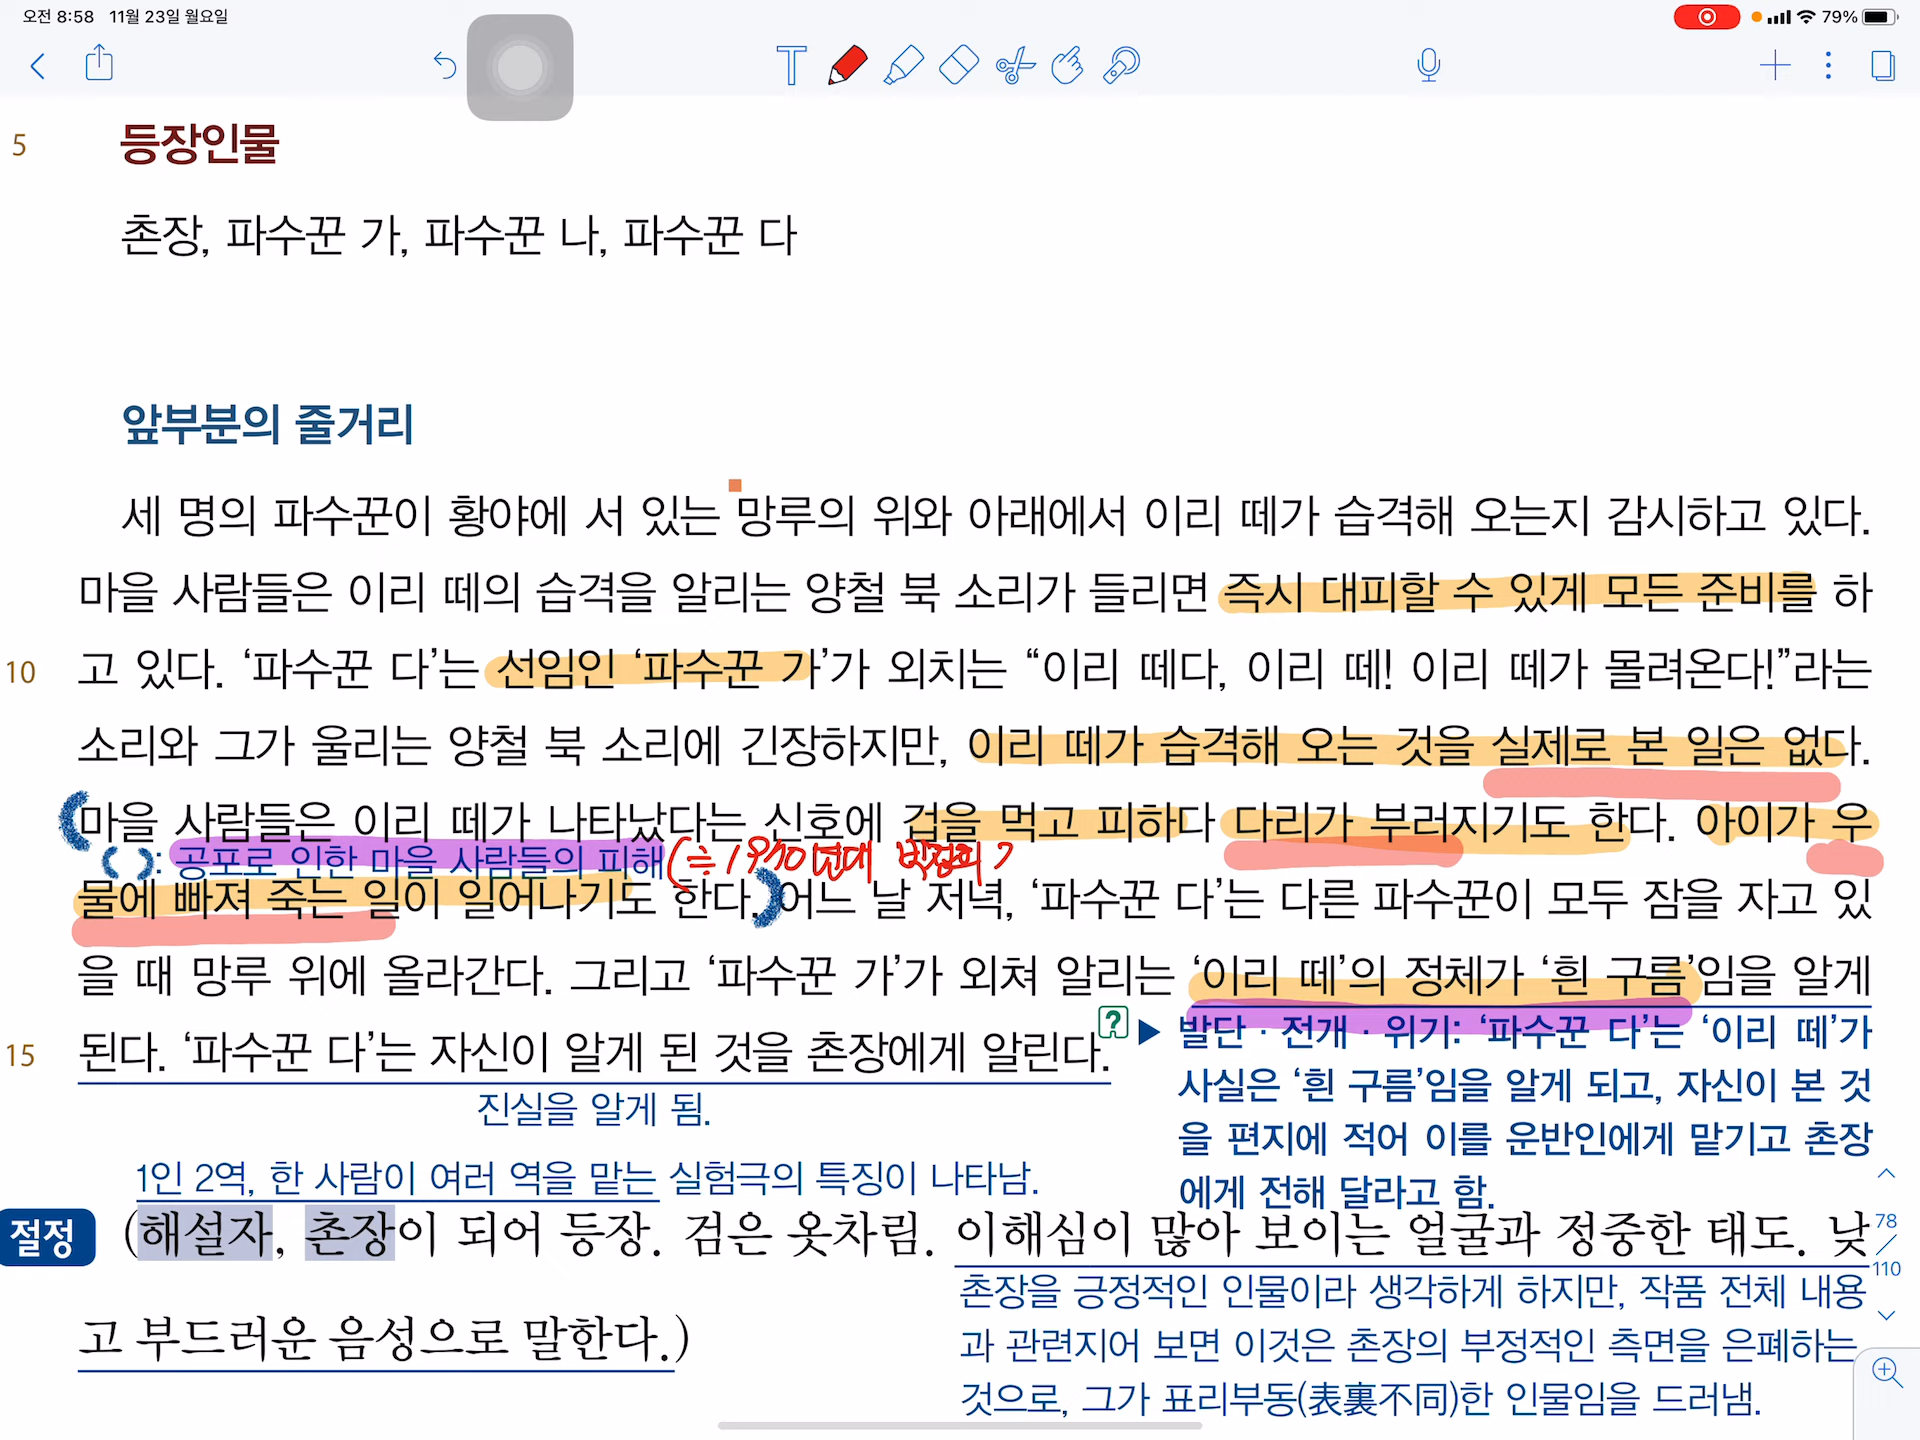 오전 8:58 11월 23일 월요일
79%
5 등장인물
촌장, 파수꾼 가, 파수꾼 나, 파수꾼 다
앞부분의 줄거리
세 명의 파수꾼이 황야에 서 있는 망루의 위와 아래에서 이리 떼가 습격해 오는지 감시하고 있다.
마을 사람들은 이리 떼의 습격을 알리는 양철 북 소리가 들리면 즉시 대피할 수 있게 모든 준비를 하
10 고 있다. ‘파수꾼 다’는 선임인 ‘파수꾼 가’가 외치는 “이리 떼다, 이리 떼! 이리 떼가 몰려온다!”라는
소리와 그가 울리는 양철 북 소리에 긴장하지만, 이리 떼가 습격해 오는 것을 실제로 본 일은 없다.
(마을 사람들은 이리 떼가 나타났다는 신호에 겁을 먹고 피하다 다리가 부러지기도 한다. 아이가 우
( ): 공포로 인한 마을 사람들의 피해 (≒1970년대 박정희
물에 빠져 죽는 일이 일어나기도 한다.) 어느 날 저녁, ‘파수꾼 다’는 다른 파수꾼이 모두 잠을 자고 있
을 때 망루 위에 올라간다. 그리고 ‘파수꾼 가’가 외쳐 알리는 ‘이리 떼’의 정체가 ‘흰 구름’임을 알게
15 된다. ‘파수꾼 다’는 자신이 알게 된 것을 촌장에게 알린다.
?
▶ 발단·전개·위기: ‘파수꾼 다’는 ‘이리 떼’가
사실은 ‘흰 구름’임을 알게 되고, 자신이 본 것
을 편지에 적어 이를 운반인에게 맡기고 촌장
에게 전해 달라고 함.
진실을 알게 됨.
1인 2역, 한 사람이 여러 역을 맡는 실험극의 특징이 나타남.
절정 (해설자, 촌장이 되어 등장. 검은 옷차림. 이해심이 많아 보이는 얼굴과 정중한 태도. 낮
고 부드러운 음성으로 말한다.)
촌장을 긍정적인 인물이라 생각하게 하지만, 작품 전체 내용
과 관련지어 보면 이것은 촌장의 부정적인 측면을 은폐하는
것으로, 그가 표리부동(表裏不同)한 인물임을 드러냄.
78
110